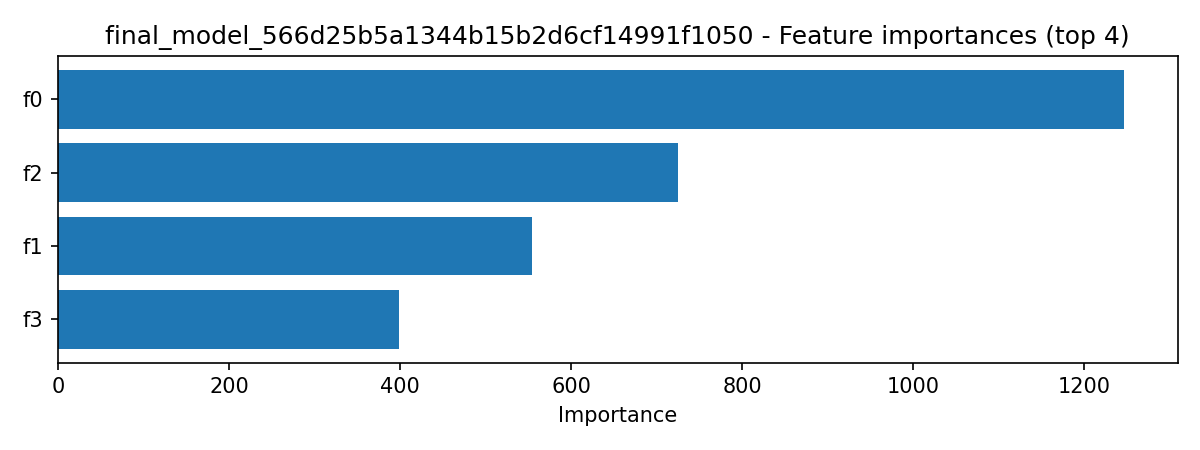 final_model_566d25b5a1344b15b2d6cf14991f1050 - Feature importances (top 4)
f0
f2
f1
f3
0 200 400 600 800 1000 1200
Importance